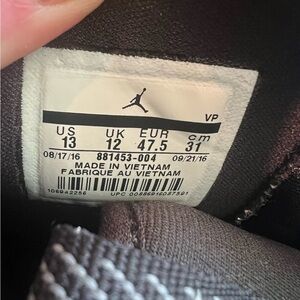 VP
US UK EUR cm
13 12 47.5 31
08/17/16 881453-004 09/21/16
MADE IN VIETNAM
FABRIQUE AU VIETNAM
UPC